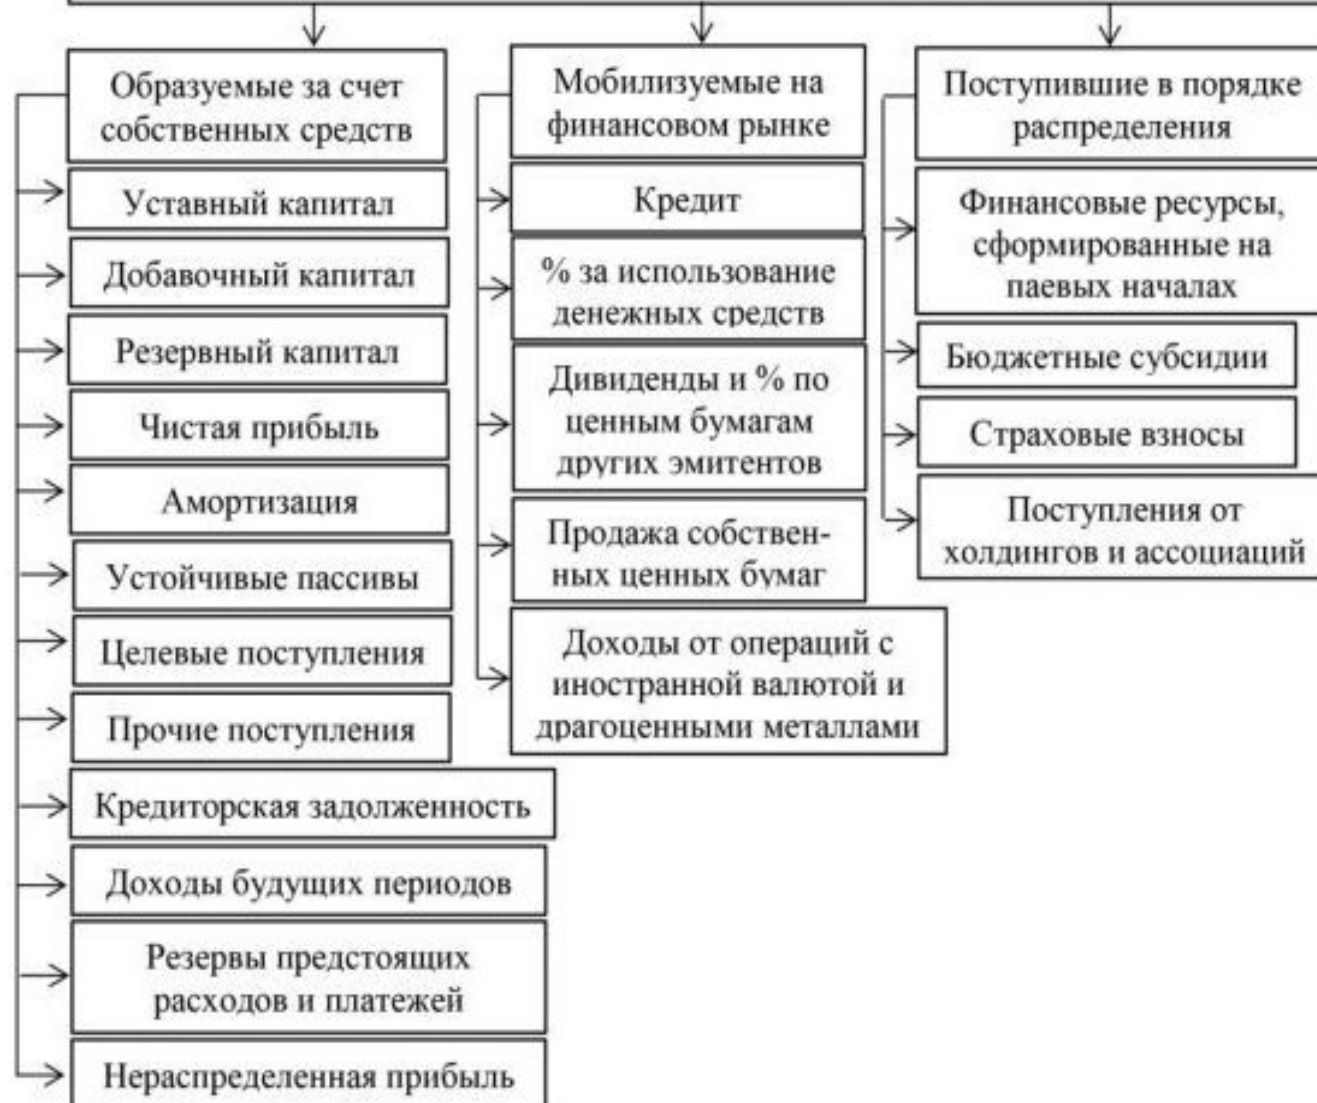 Образуемые за счет
собственных средств
Уставный капитал
Добавочный капитал
Резервный капитал
Чистая прибыль
Амортизация
Устойчивые пассивы
Целевые поступления
Прочие поступления
Кредиторская задолженность
Доходы будущих периодов
Резервы предстоящих
расходов и платежей
Нераспределенная прибыль
Мобилизуемые на
финансовом рынке
Кредит
% за использование
денежных средств
Дивиденды и % по
ценным бумагам
других эмитентов
Продажа собствен-
ных ценных бумаг
Доходы от операций с
иностранной валютой и
драгоценными металлами
Поступившие в порядке
распределения
Финансовые ресурсы,
сформированные на
паевых началах
Бюджетные субсидии
Страховые взносы
Поступления от
холдингов и ассоциаций